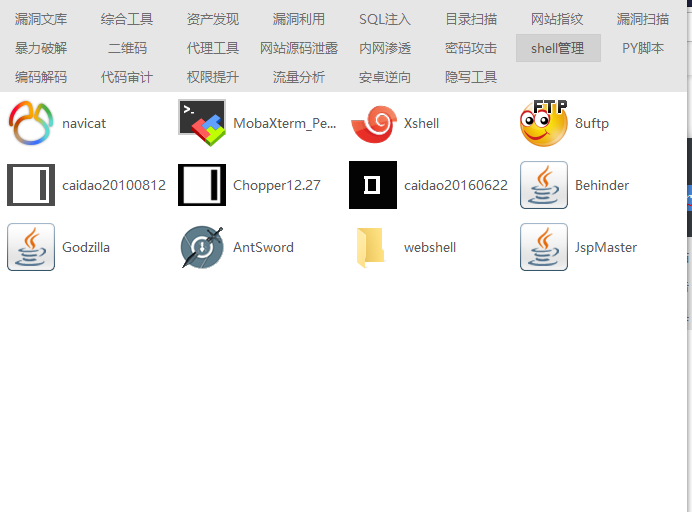 漏洞文库 综合工具 资产发现 漏洞利用 SQL注入 目录扫描 网站指纹 漏洞扫描
暴力破解 二维码 代理工具 网站源码泄露 内网渗透 密码攻击 shell管理 PY脚本
编码解码 代码审计 权限提升 流量分析 安卓逆向 隐写工具
navicat MobaXterm_Pe... Xshell FTP 8uftp
caidao20100812 Chopper12.27 caidao20160622 Behinder
Godzilla AntSword webshell JspMaster